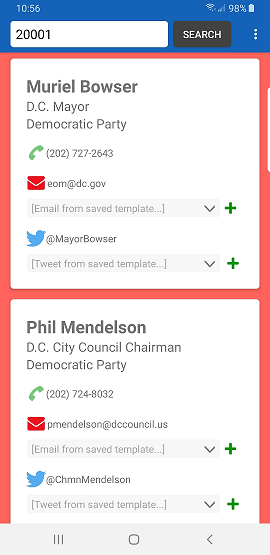 10:56
98%
20001
SEARCH
Muriel Bowser
D.C. Mayor
Democratic Party
(202) 727-2643
eom@dc.gov
[Email from saved template...]
@MayorBowser
[Tweet from saved template...]
Phil Mendelson
D.C. City Council Chairman
Democratic Party
(202) 724-8032
pmendelson@dccouncil.us
[Email from saved template...]
@ChmnMendelson
[Tweet from saved template...]